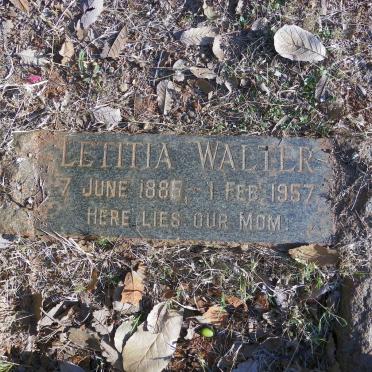 LETITIA WALTER
7 JUNE 1885 - 1 FEB. 1957
HERE LIES OUR MOM